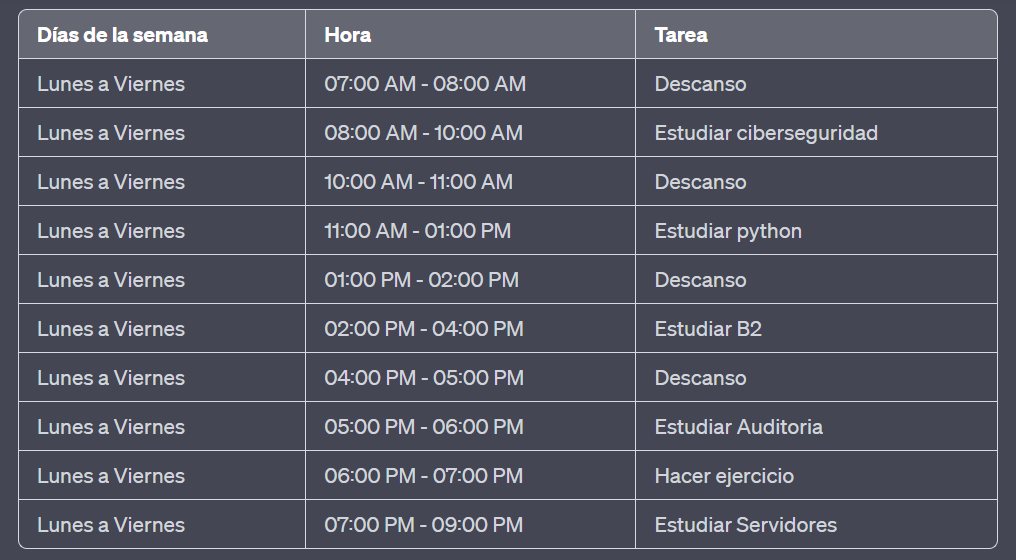 Días de la semana Hora Tarea
Lunes a Viernes 07:00 AM - 08:00 AM Descanso
Lunes a Viernes 08:00 AM - 10:00 AM Estudiar ciberseguridad
Lunes a Viernes 10:00 AM - 11:00 AM Descanso
Lunes a Viernes 11:00 AM - 01:00 PM Estudiar python
Lunes a Viernes 01:00 PM - 02:00 PM Descanso
Lunes a Viernes 02:00 PM - 04:00 PM Estudiar B2
Lunes a Viernes 04:00 PM - 05:00 PM Descanso
Lunes a Viernes 05:00 PM - 06:00 PM Estudiar Auditoria
Lunes a Viernes 06:00 PM - 07:00 PM Hacer ejercicio
Lunes a Viernes 07:00 PM - 09:00 PM Estudiar Servidores